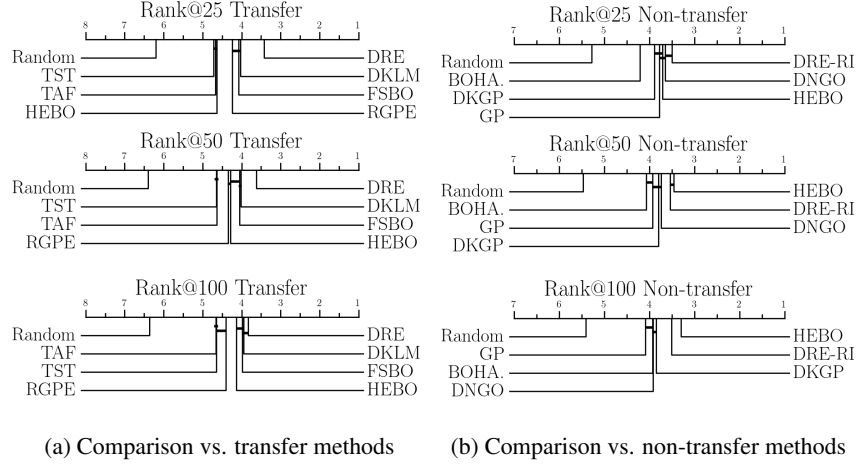 Rank@25 Transfer
8 7 6 5 4 3 2 1
Random
TST
TAF
HEBO
DRE
DKLM
FSBO
RGPE
Rank@50 Transfer
8 7 6 5 4 3 2 1
Random
TST
TAF
RGPE
DRE
DKLM
FSBO
HEBO
Rank@100 Transfer
8 7 6 5 4 3 2 1
Random
TAF
TST
RGPE
DRE
DKLM
FSBO
HEBO
(a) Comparison vs. transfer methods
Rank@25 Non-transfer
7 6 5 4 3 2 1
Random
BOHA.
DKGP
GP
DRE-RI
DNGO
HEBO
Rank@50 Non-transfer
7 6 5 4 3 2 1
Random
BOHA.
GP
DKGP
HEBO
DRE-RI
DNGO
Rank@100 Non-transfer
7 6 5 4 3 2 1
Random
GP
BOHA.
DNGO
HEBO
DRE-RI
DKGP
(b) Comparison vs. non-transfer methods